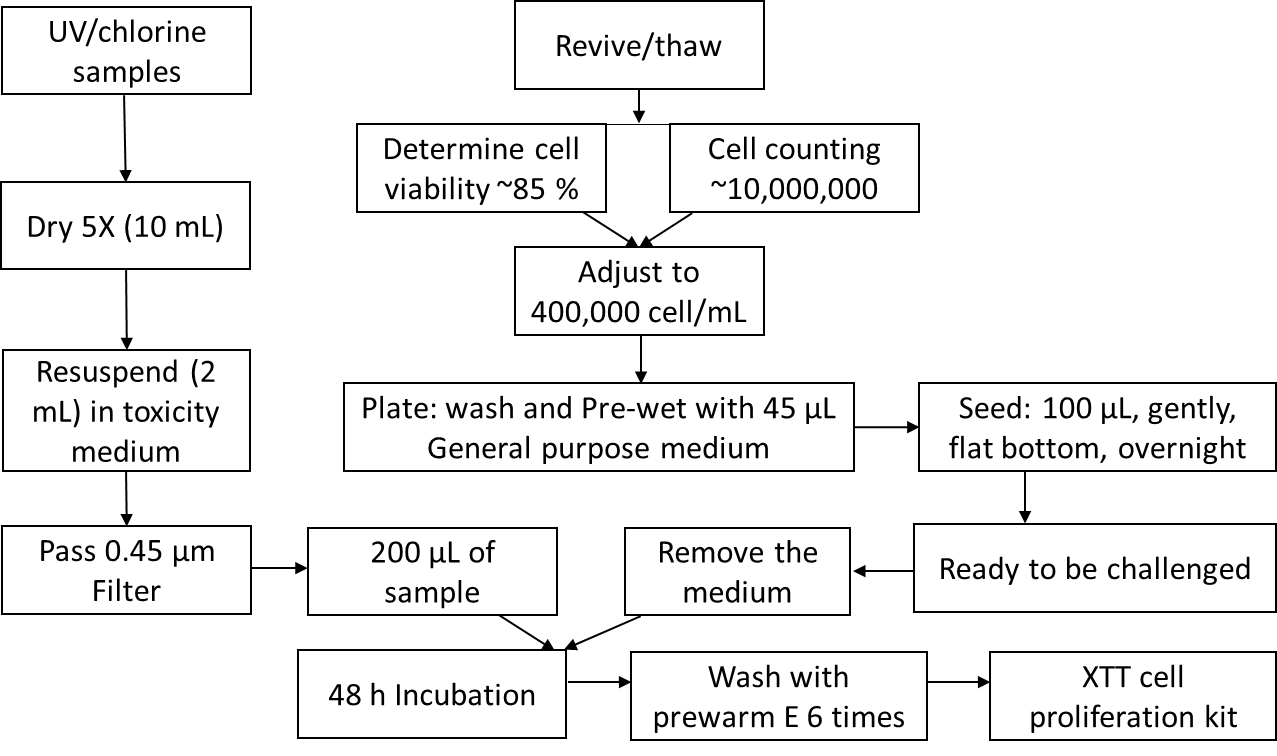 UV/chlorine
samples
Revive/thaw
Determine cell
viability ~85 %
Cell counting
~10,000,000
Dry 5X (10 mL)
Adjust to
400,000 cell/mL
Resuspend (2
mL) in toxicity
medium
Plate: wash and Pre-wet with 45 µL
General purpose medium
Seed: 100 µL, gently,
flat bottom, overnight
Pass 0.45 µm
Filter
200 µL of
sample
Remove the
medium
Ready to be challenged
48 h Incubation
Wash with
prewarm E 6 times
XTT cell
proliferation kit